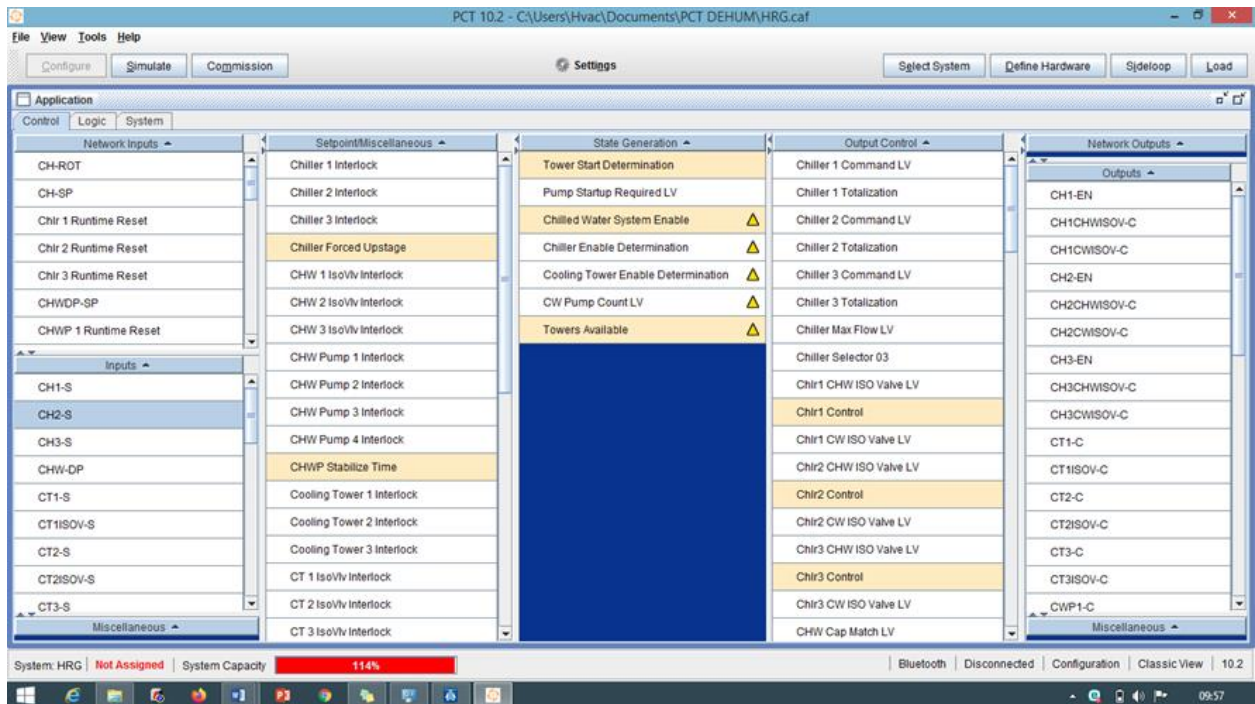 PCT 10.2 - C:\Users\Hvac\Documents\PCT DEHUM\HRG.caf
File View Tools Help
Configure Simulate Commission Settings Select System Define Hardware Sideloop Load
Application
Control Logic System
Network Inputs
CH-ROT
CH-SP
Chlr 1 Runtime Reset
Chlr 2 Runtime Reset
Chlr 3 Runtime Reset
CHWDP-SP
CHWP 1 Runtime Reset
Inputs
CH1-S
CH2-S
CH3-S
CHW-DP
CT1-S
CT1ISOV-S
CT2-S
CT2ISOV-S
CT3-S
Miscellaneous
Setpoint/Miscellaneous
Chiller 1 Interlock
Chiller 2 Interlock
Chiller 3 Interlock
Chiller Forced Upstage
CHW 1 IsoVlv Interlock
CHW 2 IsoVlv Interlock
CHW 3 IsoVlv Interlock
CHW Pump 1 Interlock
CHW Pump 2 Interlock
CHW Pump 3 Interlock
CHW Pump 4 Interlock
CHWP Stabilize Time
Cooling Tower 1 Interlock
Cooling Tower 2 Interlock
Cooling Tower 3 Interlock
CT 1 IsoVlv Interlock
CT 2 IsoVlv Interlock
CT 3 IsoVlv Interlock
State Generation
Tower Start Determination
Pump Startup Required LV
Chilled Water System Enable
Chiller Enable Determination
Cooling Tower Enable Determination
CW Pump Count LV
Towers Available
Output Control
Chiller 1 Command LV
Chiller 1 Totalization
Chiller 2 Command LV
Chiller 2 Totalization
Chiller 3 Command LV
Chiller 3 Totalization
Chiller Max Flow LV
Chiller Selector 03
Chlr1 CHW ISO Valve LV
Chlr1 Control
Chlr1 CW ISO Valve LV
Chlr2 CHW ISO Valve LV
Chlr2 Control
Chlr2 CW ISO Valve LV
Chlr3 CHW ISO Valve LV
Chlr3 Control
Chlr3 CW ISO Valve LV
CHW Cap Match LV
Network Outputs
Outputs
CH1-EN
CH1CHWISOV-C
CH1CWISOV-C
CH2-EN
CH2CHWISOV-C
CH2CWISOV-C
CH3-EN
CH3CHWISOV-C
CH3CWISOV-C
CT1-C
CT1ISOV-C
CT2-C
CT2ISOV-C
CT3-C
CT3ISOV-C
CWP1-C
Miscellaneous
System: HRG Not Assigned System Capacity 114% Bluetooth Disconnected Configuration Classic View 10.2
09:57